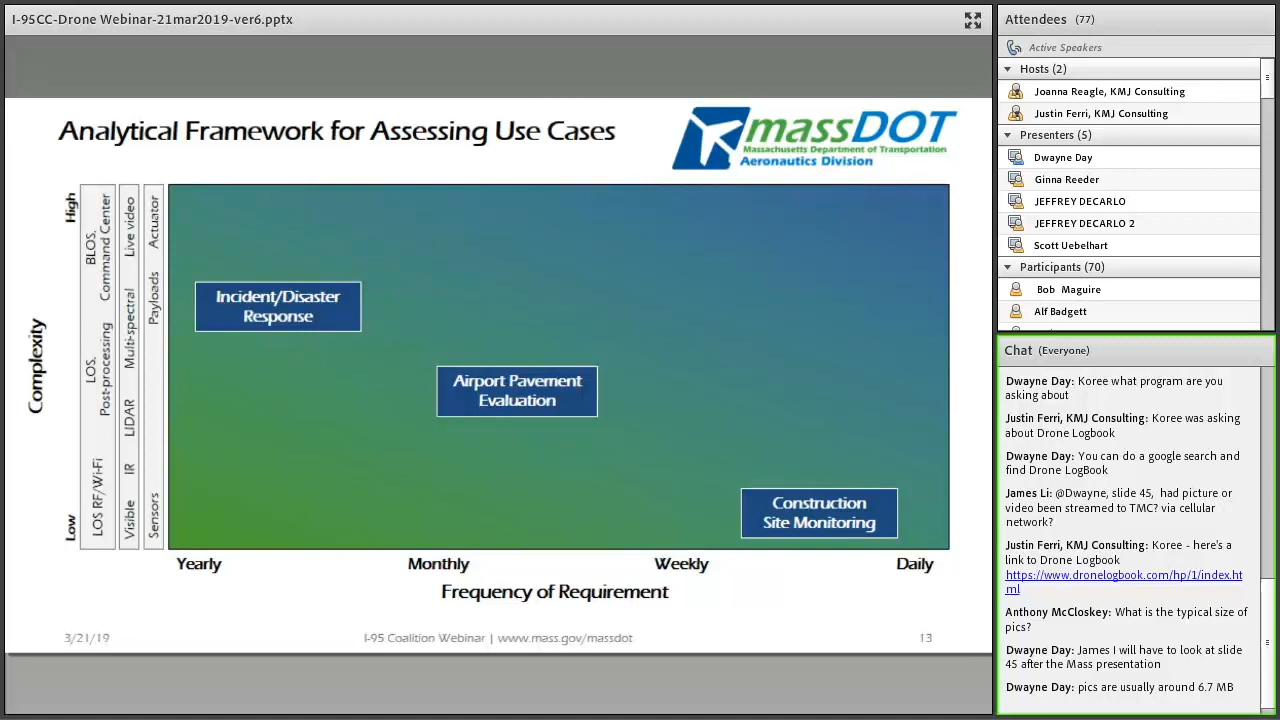 I-95CC-Drone Webinar-21mar2019-ver6.pptx
Analytical Framework for Assessing Use Cases
massDOT
Massachusetts Department of Transportation
Aeronautics Division
Complexity
High
Low
BLOS.
Command Center
LOS.
Post-processing
LOS RF/Wi-Fi
Live video
Multi-spectral
LIDAR
IR
Visible
Actuator
Payloads
Sensors
Incident/Disaster
Response
Airport Pavement
Evaluation
Construction
Site Monitoring
Yearly
Monthly
Weekly
Daily
Frequency of Requirement
3/21/19
I-95 Coalition Webinar | www.mass.gov/massdot
13
Attendees (77)
Active Speakers
Hosts (2)
Joanna Reagle, KMJ Consulting
Justin Ferri, KMJ Consulting
Presenters (5)
Dwayne Day
Ginna Reeder
JEFFREY DECARLO
JEFFREY DECARLO 2
Scott Uebelhart
Participants (70)
Bob Maguire
Alf Badgett
Chat (Everyone)
Dwayne Day: Koree what program are you
asking about
Justin Ferri, KMJ Consulting: Koree was asking
about Drone Logbook
Dwayne Day: You can do a google search and
find Drone LogBook
James Li: @Dwayne, slide 45, had picture or
video been streamed to TMC? via cellular
network?
Justin Ferri, KMJ Consulting: Koree - here's a
link to Drone Logbook
https://www.dronelogbook.com/hp/1/index.ht
ml
Anthony McCloskey: What is the typical size of
pics?
Dwayne Day: James I will have to look at slide
45 after the Mass presentation
Dwayne Day: pics are usually around 6.7 MB